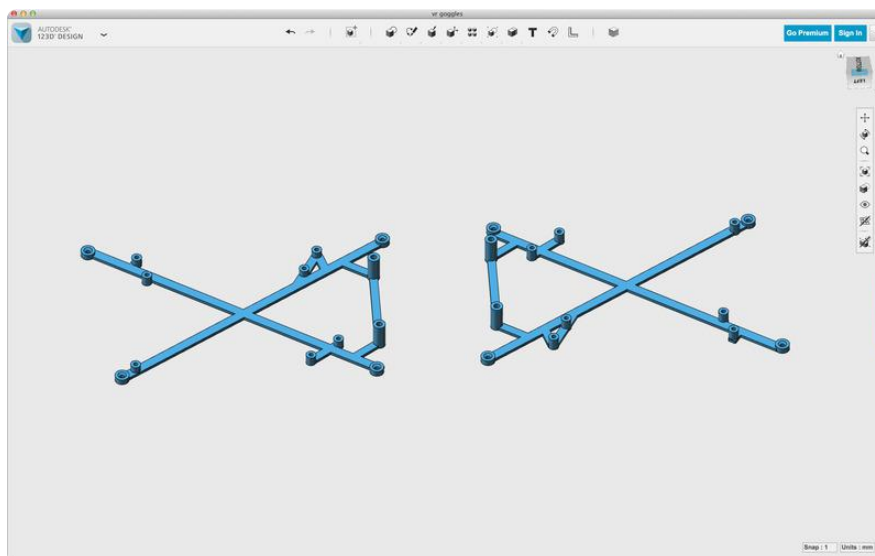 vr goggles
AUTODESK®
123D® DESIGN
Go Premium
Sign In
LEFT
Snap : 1
Units : mm